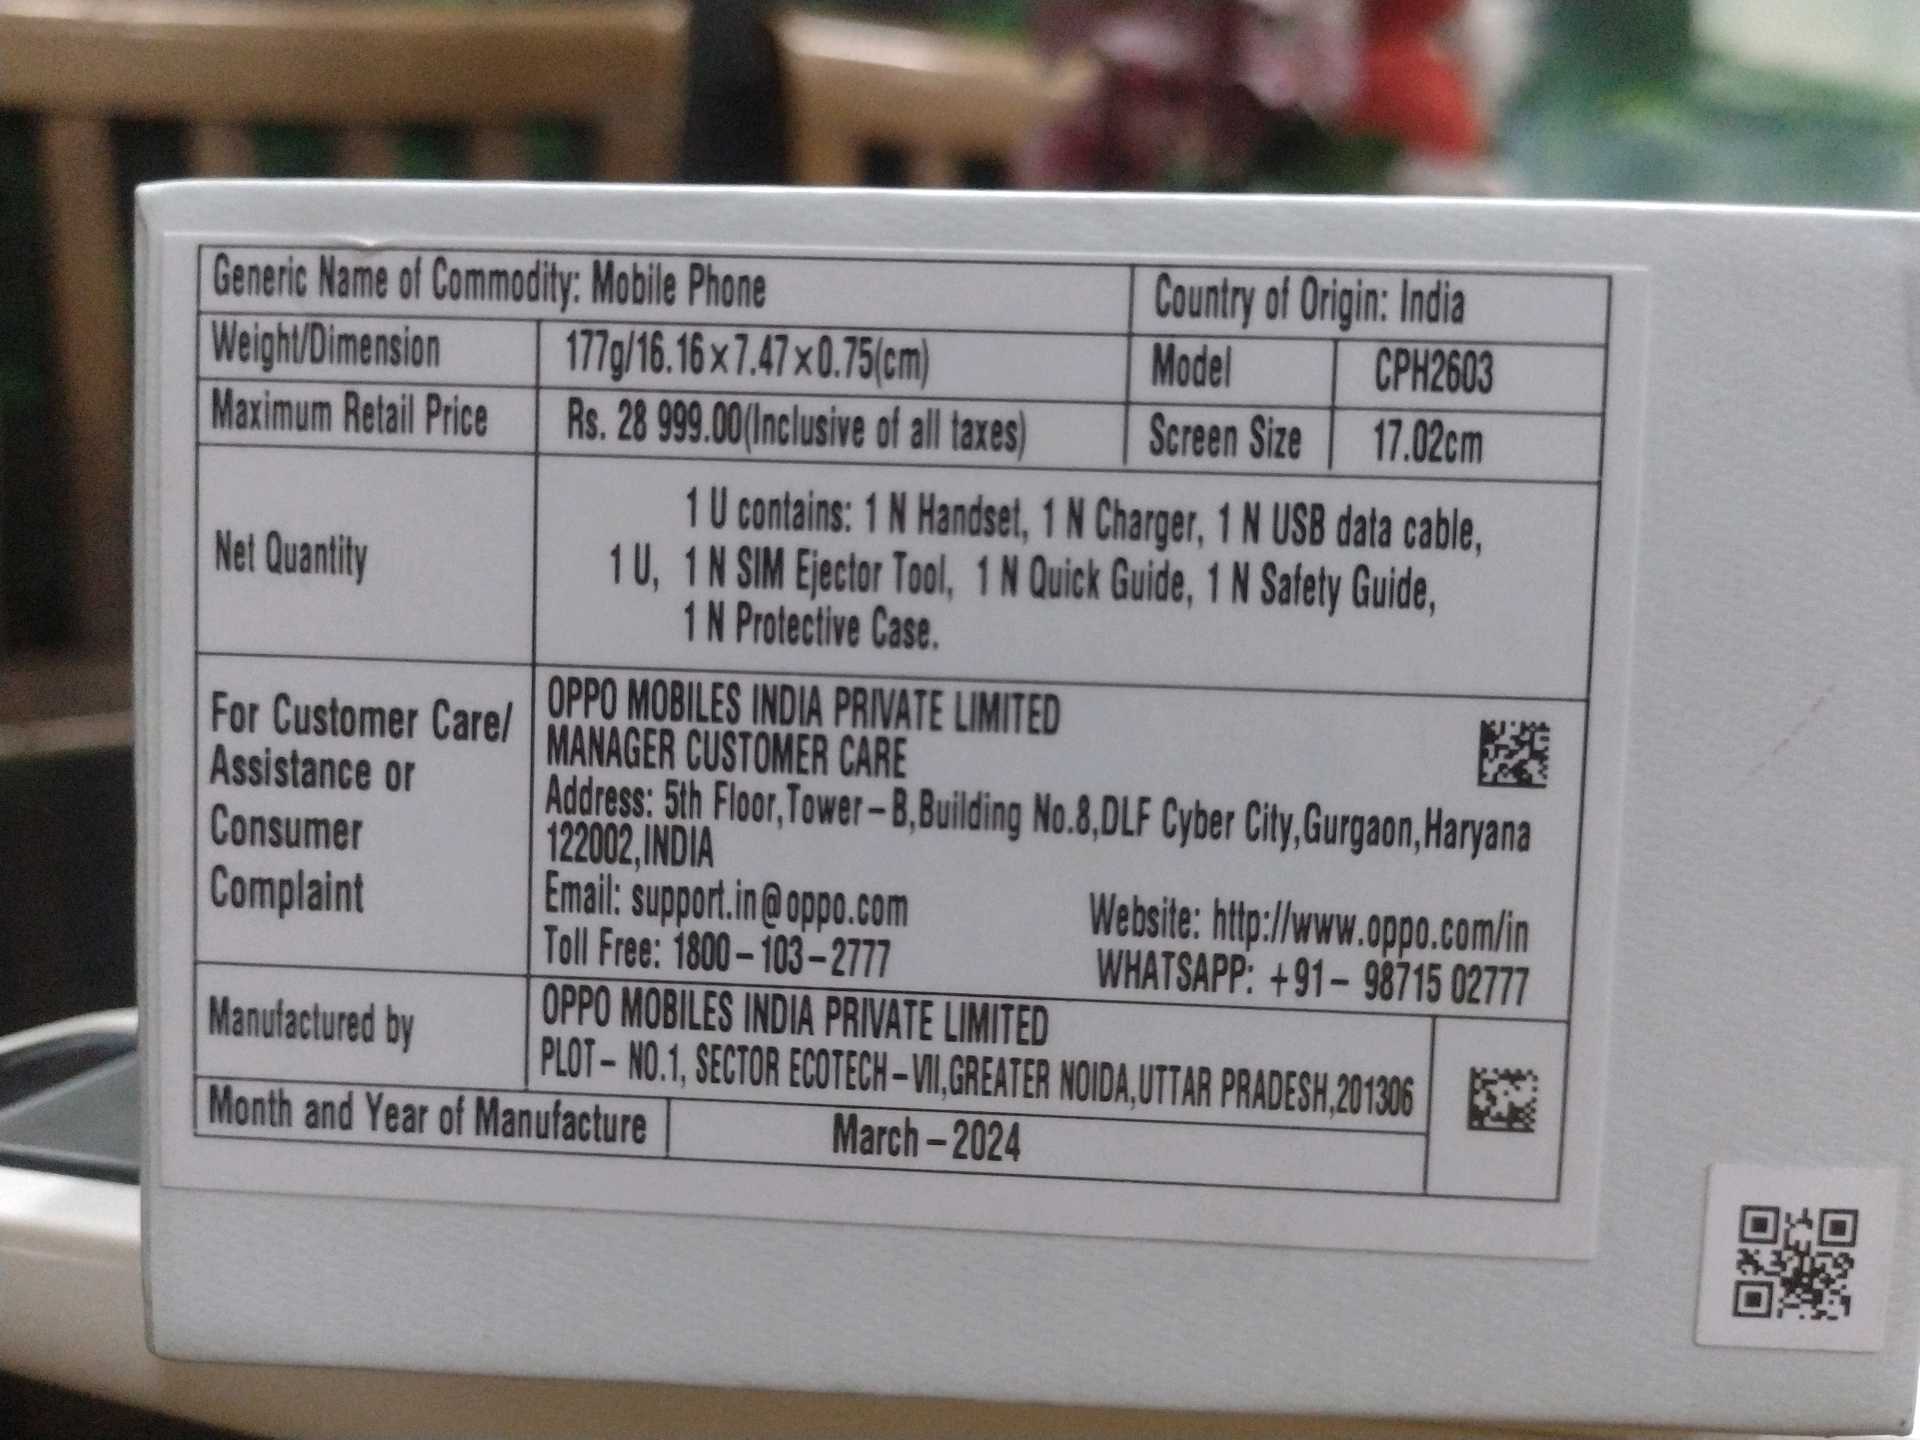 Generic Name of Commodity: Mobile Phone
Country of Origin: India
Weight/Dimension 177g/16.16×7.47×0.75(cm) Model CPH2603
Maximum Retail Price Rs. 28 999.00(Inclusive of all taxes) Screen Size 17.02cm
Net Quantity
1 U contains: 1 N Handset, 1 N Charger, 1 N USB data cable,
1 U, 1 N SIM Ejector Tool, 1 N Quick Guide, 1 N Safety Guide,
1 N Protective Case.
For Customer Care/
Assistance or
Consumer
Complaint
OPPO MOBILES INDIA PRIVATE LIMITED
MANAGER CUSTOMER CARE
Address: 5th Floor,Tower–B,Building No.8,DLF Cyber City,Gurgaon,Haryana
122002,INDIA
Email: support.in@oppo.com Website: http://www.oppo.com/in
Toll Free: 1800–103–2777 WHATSAPP: +91– 98715 02777
Manufactured by
OPPO MOBILES INDIA PRIVATE LIMITED
PLOT– NO.1, SECTOR ECOTECH–VII,GREATER NOIDA,UTTAR PRADESH,201306
Month and Year of Manufacture March–2024